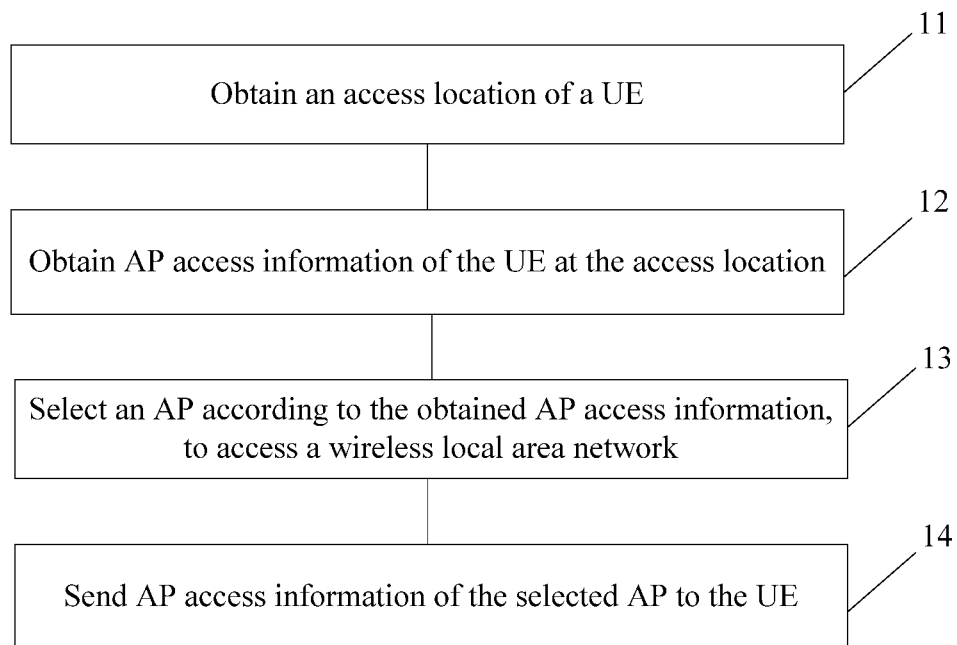 11
Obtain an access location of a UE
12
Obtain AP access information of the UE at the access location
13
Select an AP according to the obtained AP access information,
to access a wireless local area network
14
Send AP access information of the selected AP to the UE